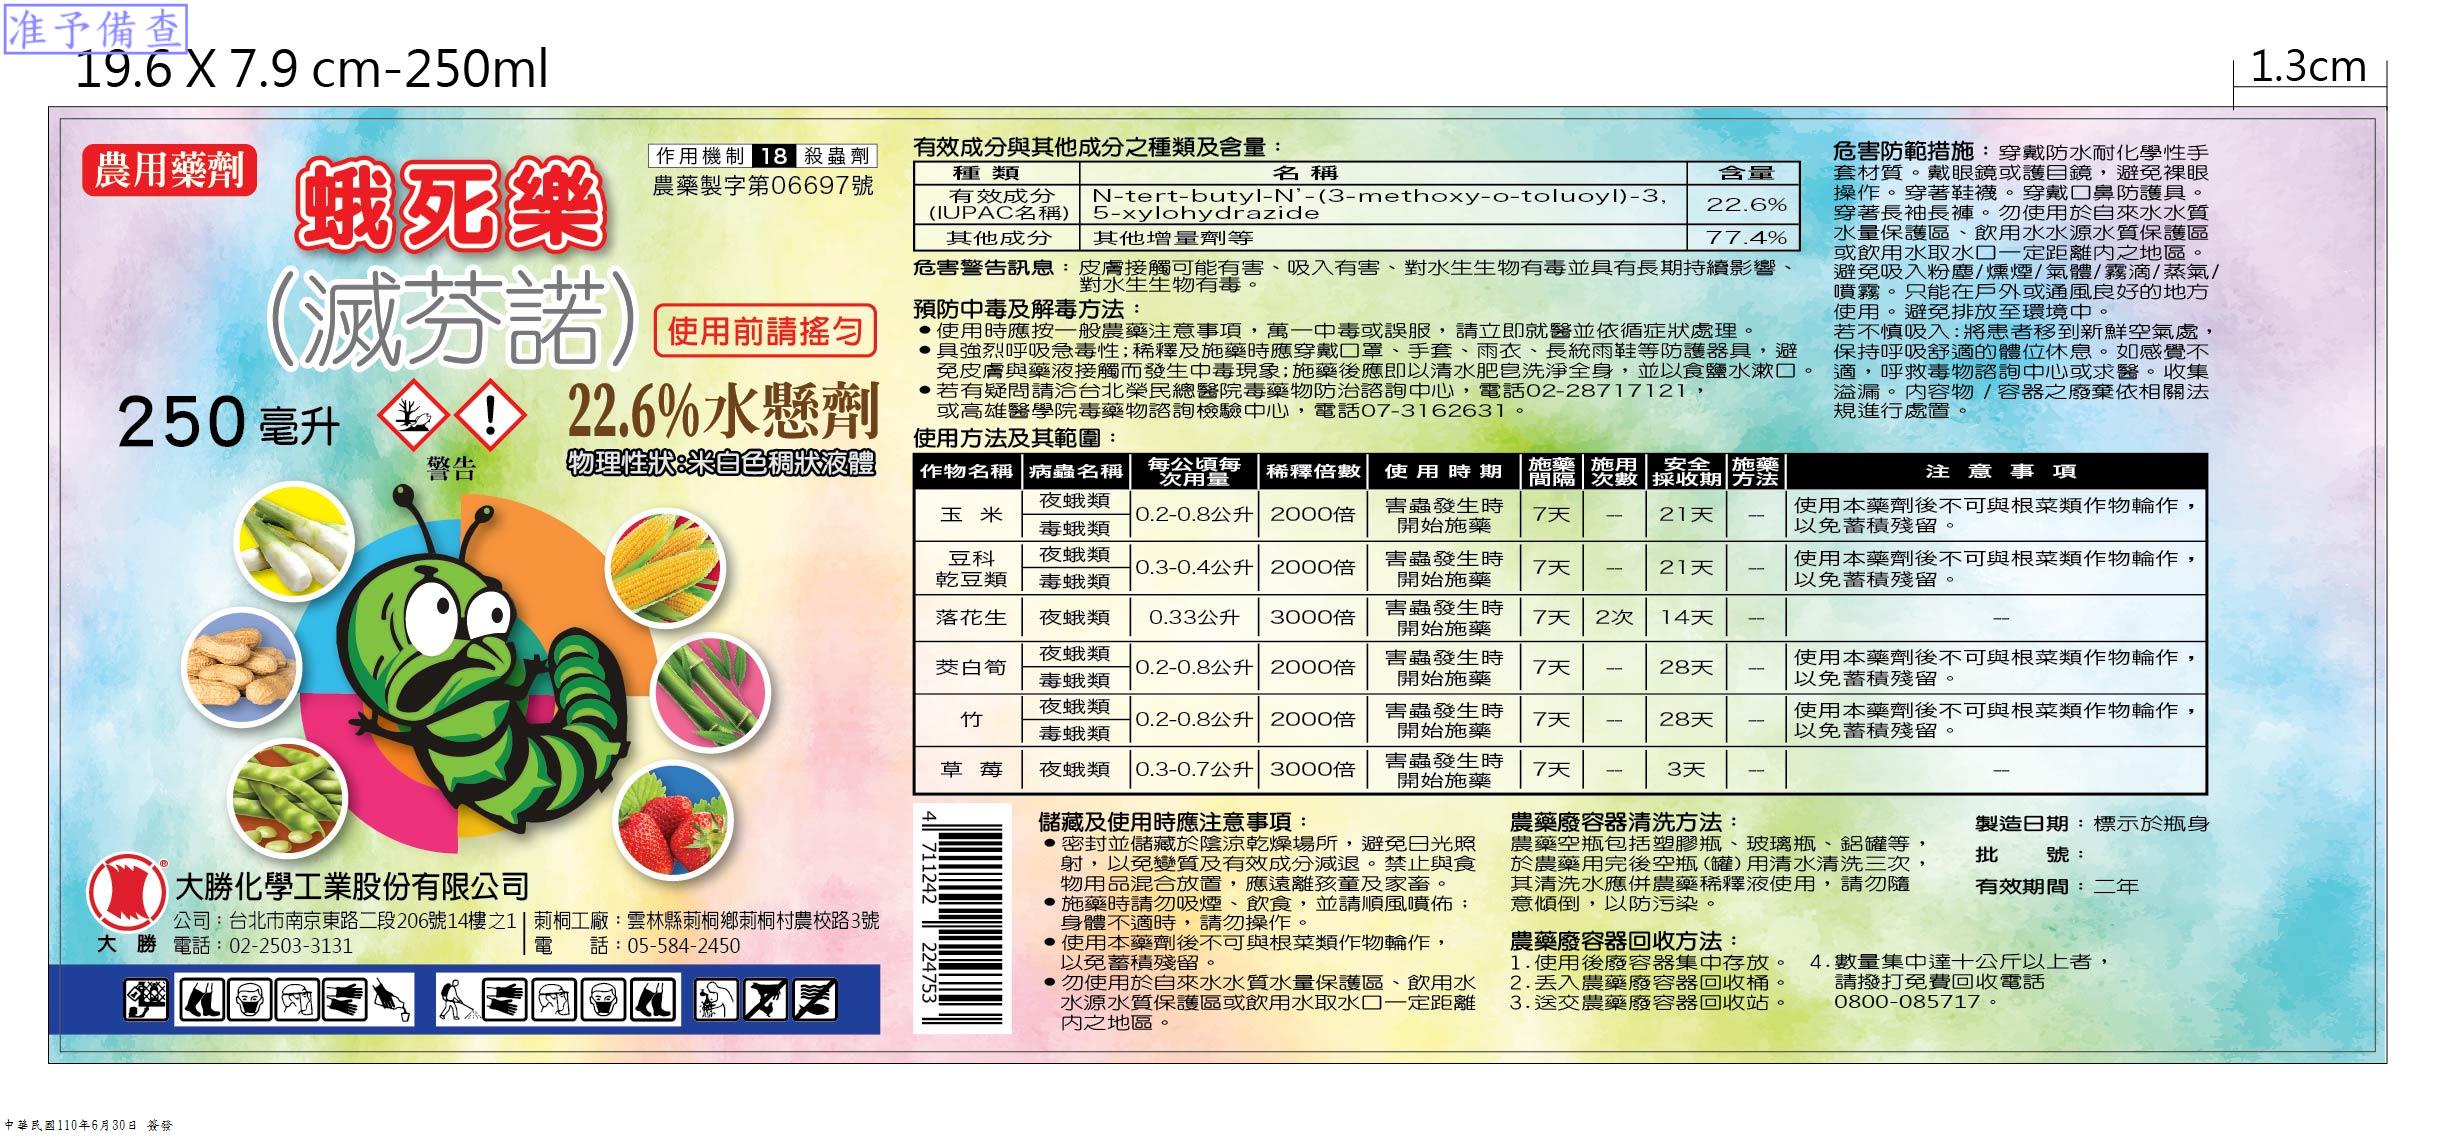 准予備查
19.6 X 7.9 cm-250ml
1.3cm
農用藥劑
作用機制 18 殺蟲劑
農藥製字第06697號
蛾死樂
(滅芬諾)
使用前請搖勻
250毫升
警告
22.6%水懸劑
物理性狀:米白色稠狀液體
大勝
大勝化學工業股份有限公司
公司：台北市南京東路二段206號14樓之1
電話：02-2503-3131
莿桐工廠：雲林縣莿桐鄉莿桐村農校路3號
電 話：05-584-2450
有效成分與其他成分之種類及含量：
種類 名稱 含量
有效成分 (IUPAC名稱) N-tert-butyl-N'-(3-methoxy-o-toluoyl)-3, 22.6%
5-xylohydrazide
其他成分 其他增量劑等 77.4%
危害警告訊息：皮膚接觸可能有害、吸入有害、對水生生物有毒並具有長期持續影響、
對水生生物有毒。
預防中毒及解毒方法：
●使用時應按一般農藥注意事項，萬一中毒或誤服，請立即就醫並依循症狀處理。
●具強烈呼吸急毒性;稀釋及施藥時應穿戴口罩、手套、雨衣、長統雨鞋等防護器具，避
免皮膚與藥液接觸而發生中毒現象;施藥後應即以清水肥皂洗淨全身，並以食鹽水漱口。
●若有疑問請洽台北榮民總醫院毒藥物防治諮詢中心，電話02-28717121，
或高雄醫學院毒藥物諮詢檢驗中心，電話07-3162631。
危害防範措施：穿戴防水耐化學性手
套材質。戴眼鏡或護目鏡，避免裸眼
操作。穿著鞋襪。穿戴口鼻防護具。
穿著長袖長褲。勿使用於自來水水質
水量保護區、飲用水水源水質保護區
或飲用水取水口一定距離內之地區。
避免吸入粉塵/燻煙/氣體/霧滴/蒸氣/
噴霧。只能在戶外或通風良好的地方
使用。避免排放至環境中。
若不慎吸入:將患者移到新鮮空氣處，
保持呼吸舒適的體位休息。如感覺不
適，呼救毒物諮詢中心或求醫。收集
溢漏。內容物 / 容器之廢棄依相關法
規進行處置。
使用方法及其範圍：
作物名稱 病蟲名稱 每公頃每次用量 稀釋倍數 使用時期 施藥間隔 施用次數 安全採收期 施藥方法 注意事項
玉米 夜蛾類 毒蛾類 0.2-0.8公升 2000倍 害蟲發生時開始施藥 7天 -- 21天 -- 使用本藥劑後不可與根菜類作物輪作，以免蓄積殘留。
豆科乾豆類 夜蛾類 毒蛾類 0.3-0.4公升 2000倍 害蟲發生時開始施藥 7天 -- 21天 -- 使用本藥劑後不可與根菜類作物輪作，以免蓄積殘留。
落花生 夜蛾類 0.33公升 3000倍 害蟲發生時開始施藥 7天 2次 14天 -- --
茭白筍 夜蛾類 毒蛾類 0.2-0.8公升 2000倍 害蟲發生時開始施藥 7天 -- 28天 -- 使用本藥劑後不可與根菜類作物輪作，以免蓄積殘留。
竹 夜蛾類 毒蛾類 0.2-0.8公升 2000倍 害蟲發生時開始施藥 7天 -- 28天 -- 使用本藥劑後不可與根菜類作物輪作，以免蓄積殘留。
草莓 夜蛾類 0.3-0.7公升 3000倍 害蟲發生時開始施藥 7天 -- 3天 -- --
4 711242 224753
儲藏及使用時應注意事項：
●密封並儲藏於陰涼乾燥場所，避免日光照
射，以免變質及有效成分減退。禁止與食
物用品混合放置，應遠離孩童及家畜。
●施藥時請勿吸煙、飲食，並請順風噴佈；
身體不適時，請勿操作。
●使用本藥劑後不可與根菜類作物輪作，
以免蓄積殘留。
●勿使用於自來水水質水量保護區、飲用水
水源水質保護區或飲用水取水口一定距離
內之地區。
農藥廢容器清洗方法：
農藥空瓶包括塑膠瓶、玻璃瓶、鋁罐等，
於農藥用完後空瓶(罐)用清水清洗三次，
其清洗水應併農藥稀釋液使用，請勿隨
意傾倒，以防污染。
農藥廢容器回收方法：
1.使用後廢容器集中存放。
2.丟入農藥廢容器回收桶。
3.送交農藥廢容器回收站。
4.數量集中達十公斤以上者，
請撥打免費回收電話
0800-085717。
製造日期：標示於瓶身
批 號：
有效期間：二年
中華民國110年6月30日 簽發